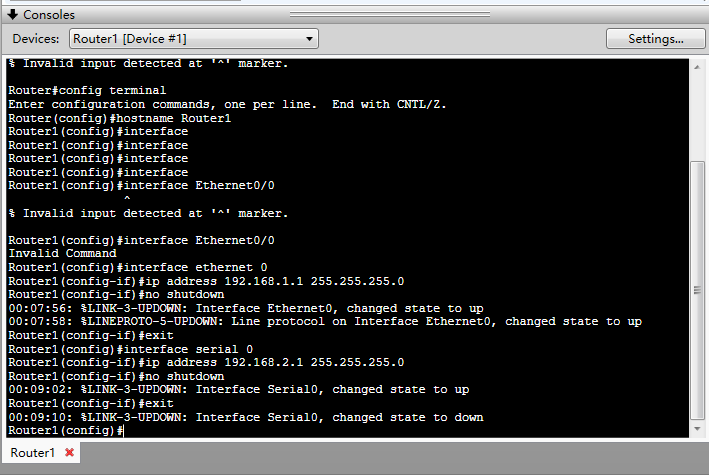 Consoles
Devices:
Router1 [Device #1]
Settings...
% Invalid input detected at '^' marker.
Router#config terminal
Enter configuration commands, one per line.  End with CNTL/Z.
Router(config)#hostname Router1
Router1(config)#interface
Router1(config)#interface
Router1(config)#interface
Router1(config)#interface
Router1(config)#interface Ethernet0/0
^
% Invalid input detected at '^' marker.
Router1(config)#interface Ethernet0/0
Invalid Command
Router1(config)#interface ethernet 0
Router1(config-if)#ip address 192.168.1.1 255.255.255.0
Router1(config-if)#no shutdown
00:07:56: %LINK-3-UPDOWN: Interface Ethernet0, changed state to up
00:07:58: %LINEPROTO-5-UPDOWN: Line protocol on Interface Ethernet0, changed state to up
Router1(config-if)#exit
Router1(config)#interface serial 0
Router1(config-if)#ip address 192.168.2.1 255.255.255.0
Router1(config-if)#no shutdown
00:09:02: %LINK-3-UPDOWN: Interface Serial0, changed state to up
Router1(config-if)#exit
00:09:10: %LINK-3-UPDOWN: Interface Serial0, changed state to down
Router1(config)#
Router1